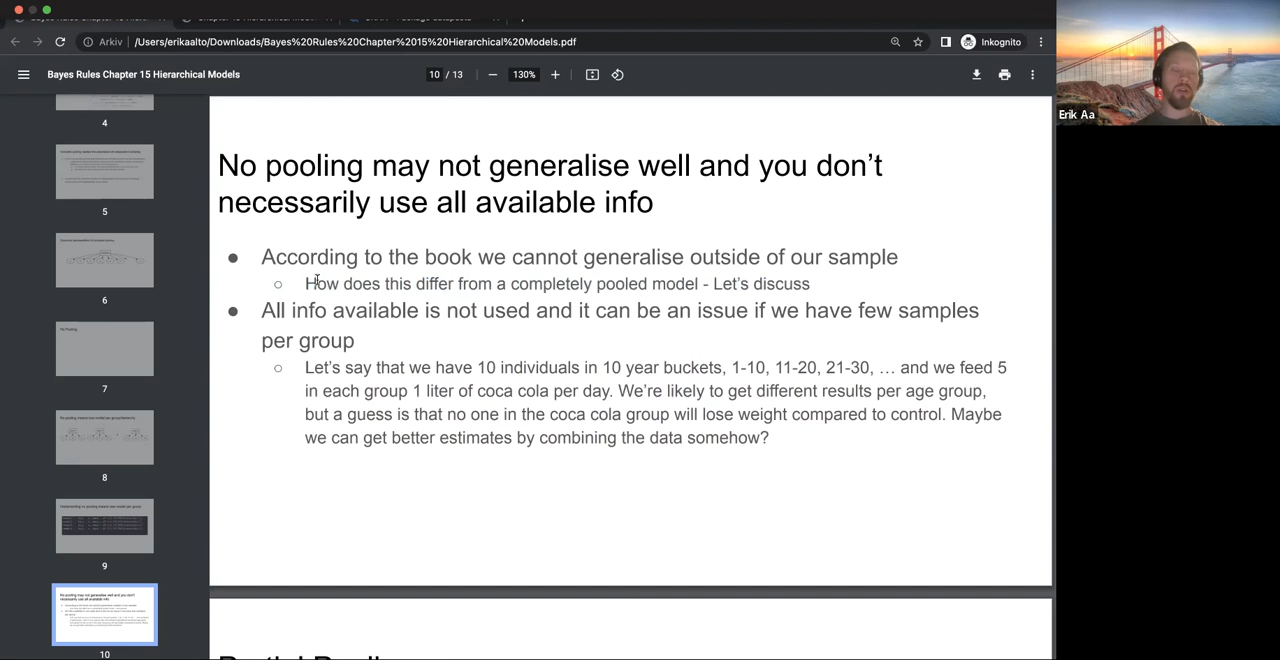 Arkiv
/Users/erikaalto/Downloads/Bayes%20Rules%20Chapter%2015%20Hierarchical%20Models.pdf
Inkognito
Bayes Rules Chapter 15 Hierarchical Models
10 / 13
130%
Erik Aa
4
5
6
7
8
9
10
No pooling may not generalise well and you don’t
necessarily use all available info
● According to the book we cannot generalise outside of our sample
○ How does this differ from a completely pooled model - Let’s discuss
● All info available is not used and it can be an issue if we have few samples
per group
○ Let’s say that we have 10 individuals in 10 year buckets, 1-10, 11-20, 21-30, … and we feed 5
in each group 1 liter of coca cola per day. We’re likely to get different results per age group,
but a guess is that no one in the coca cola group will lose weight compared to control. Maybe
we can get better estimates by combining the data somehow?